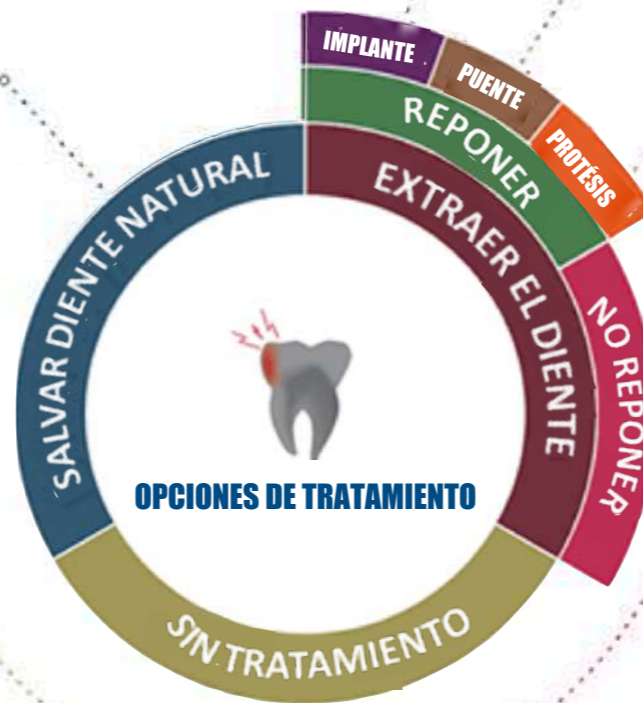 IMPLANTE
PUENTE
PROTÉSIS
REPONER
NO REPONER
SALVAR DIENTE NATURAL
EXTRAER EL DIENTE
OPCIONES DE TRATAMIENTO
SIN TRATAMIENTO